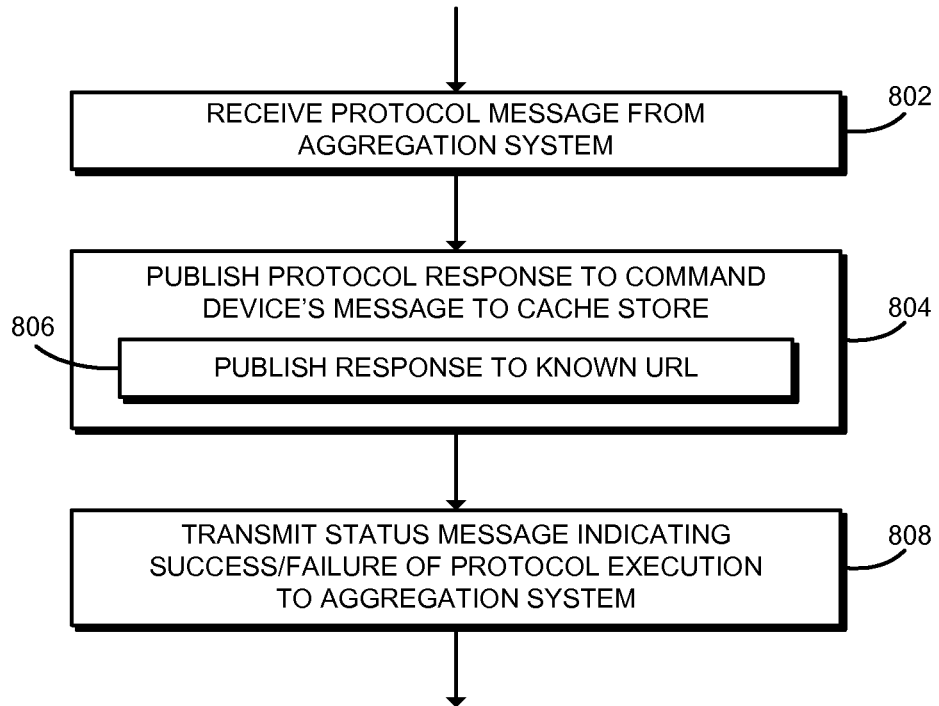 RECEIVE PROTOCOL MESSAGE FROM
AGGREGATION SYSTEM
802
PUBLISH PROTOCOL RESPONSE TO COMMAND
DEVICE'S MESSAGE TO CACHE STORE
804
806
PUBLISH RESPONSE TO KNOWN URL
TRANSMIT STATUS MESSAGE INDICATING
SUCCESS/FAILURE OF PROTOCOL EXECUTION
TO AGGREGATION SYSTEM
808